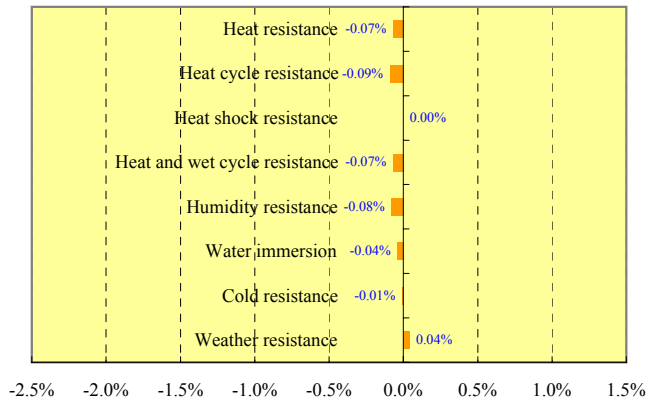 Heat resistance -0.07%
Heat cycle resistance -0.09%
Heat shock resistance 0.00%
Heat and wet cycle resistance -0.07%
Humidity resistance -0.08%
Water immersion -0.04%
Cold resistance -0.01%
Weather resistance 0.04%
-2.5% -2.0% -1.5% -1.0% -0.5% 0.0% 0.5% 1.0% 1.5%